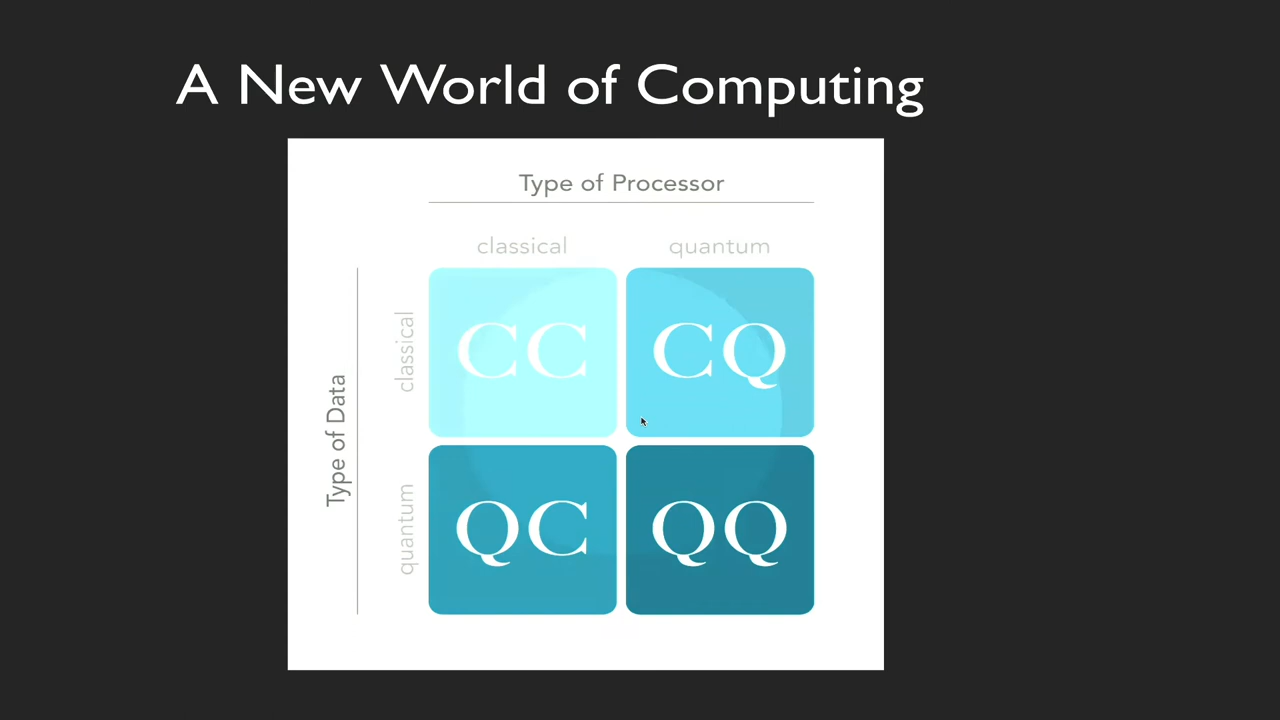 A New World of Computing
Type of Processor
classical quantum
Type of Data
classical
CC CQ
quantum
QC QQ